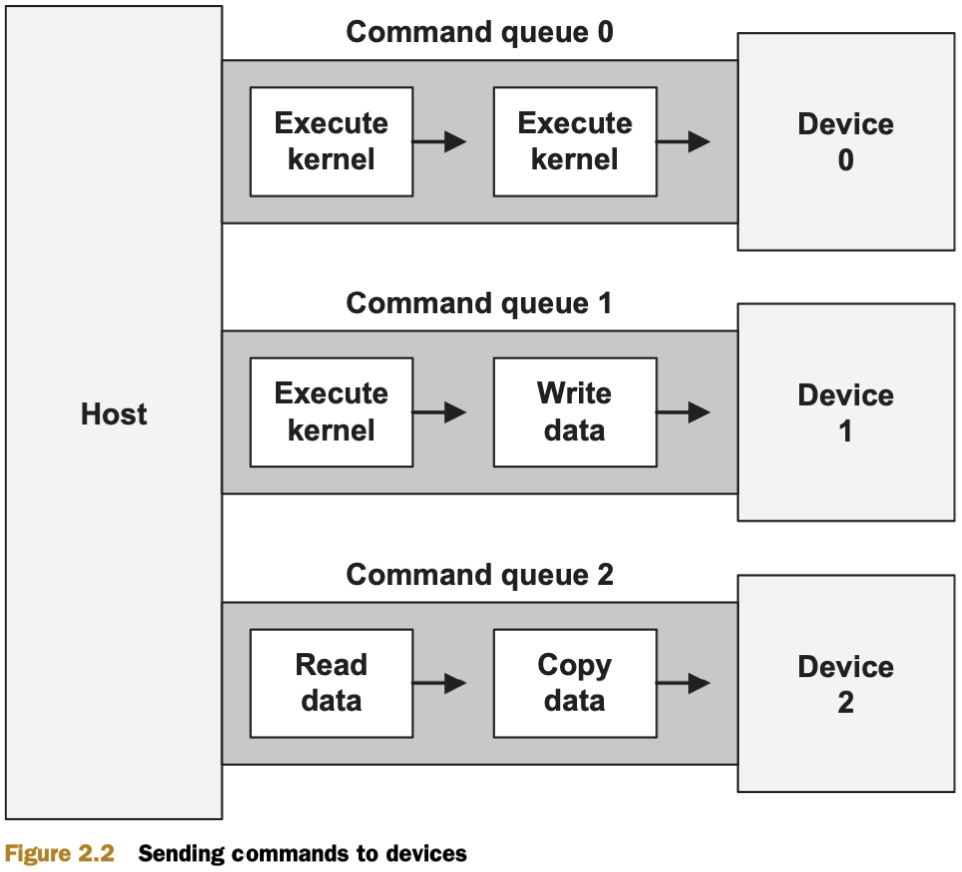 Command queue 0
Execute
kernel
Execute
kernel
Device
0
Command queue 1
Host
Execute
kernel
Write
data
Device
1
Command queue 2
Read
data
Copy
data
Device
2
Figure 2.2 Sending commands to devices